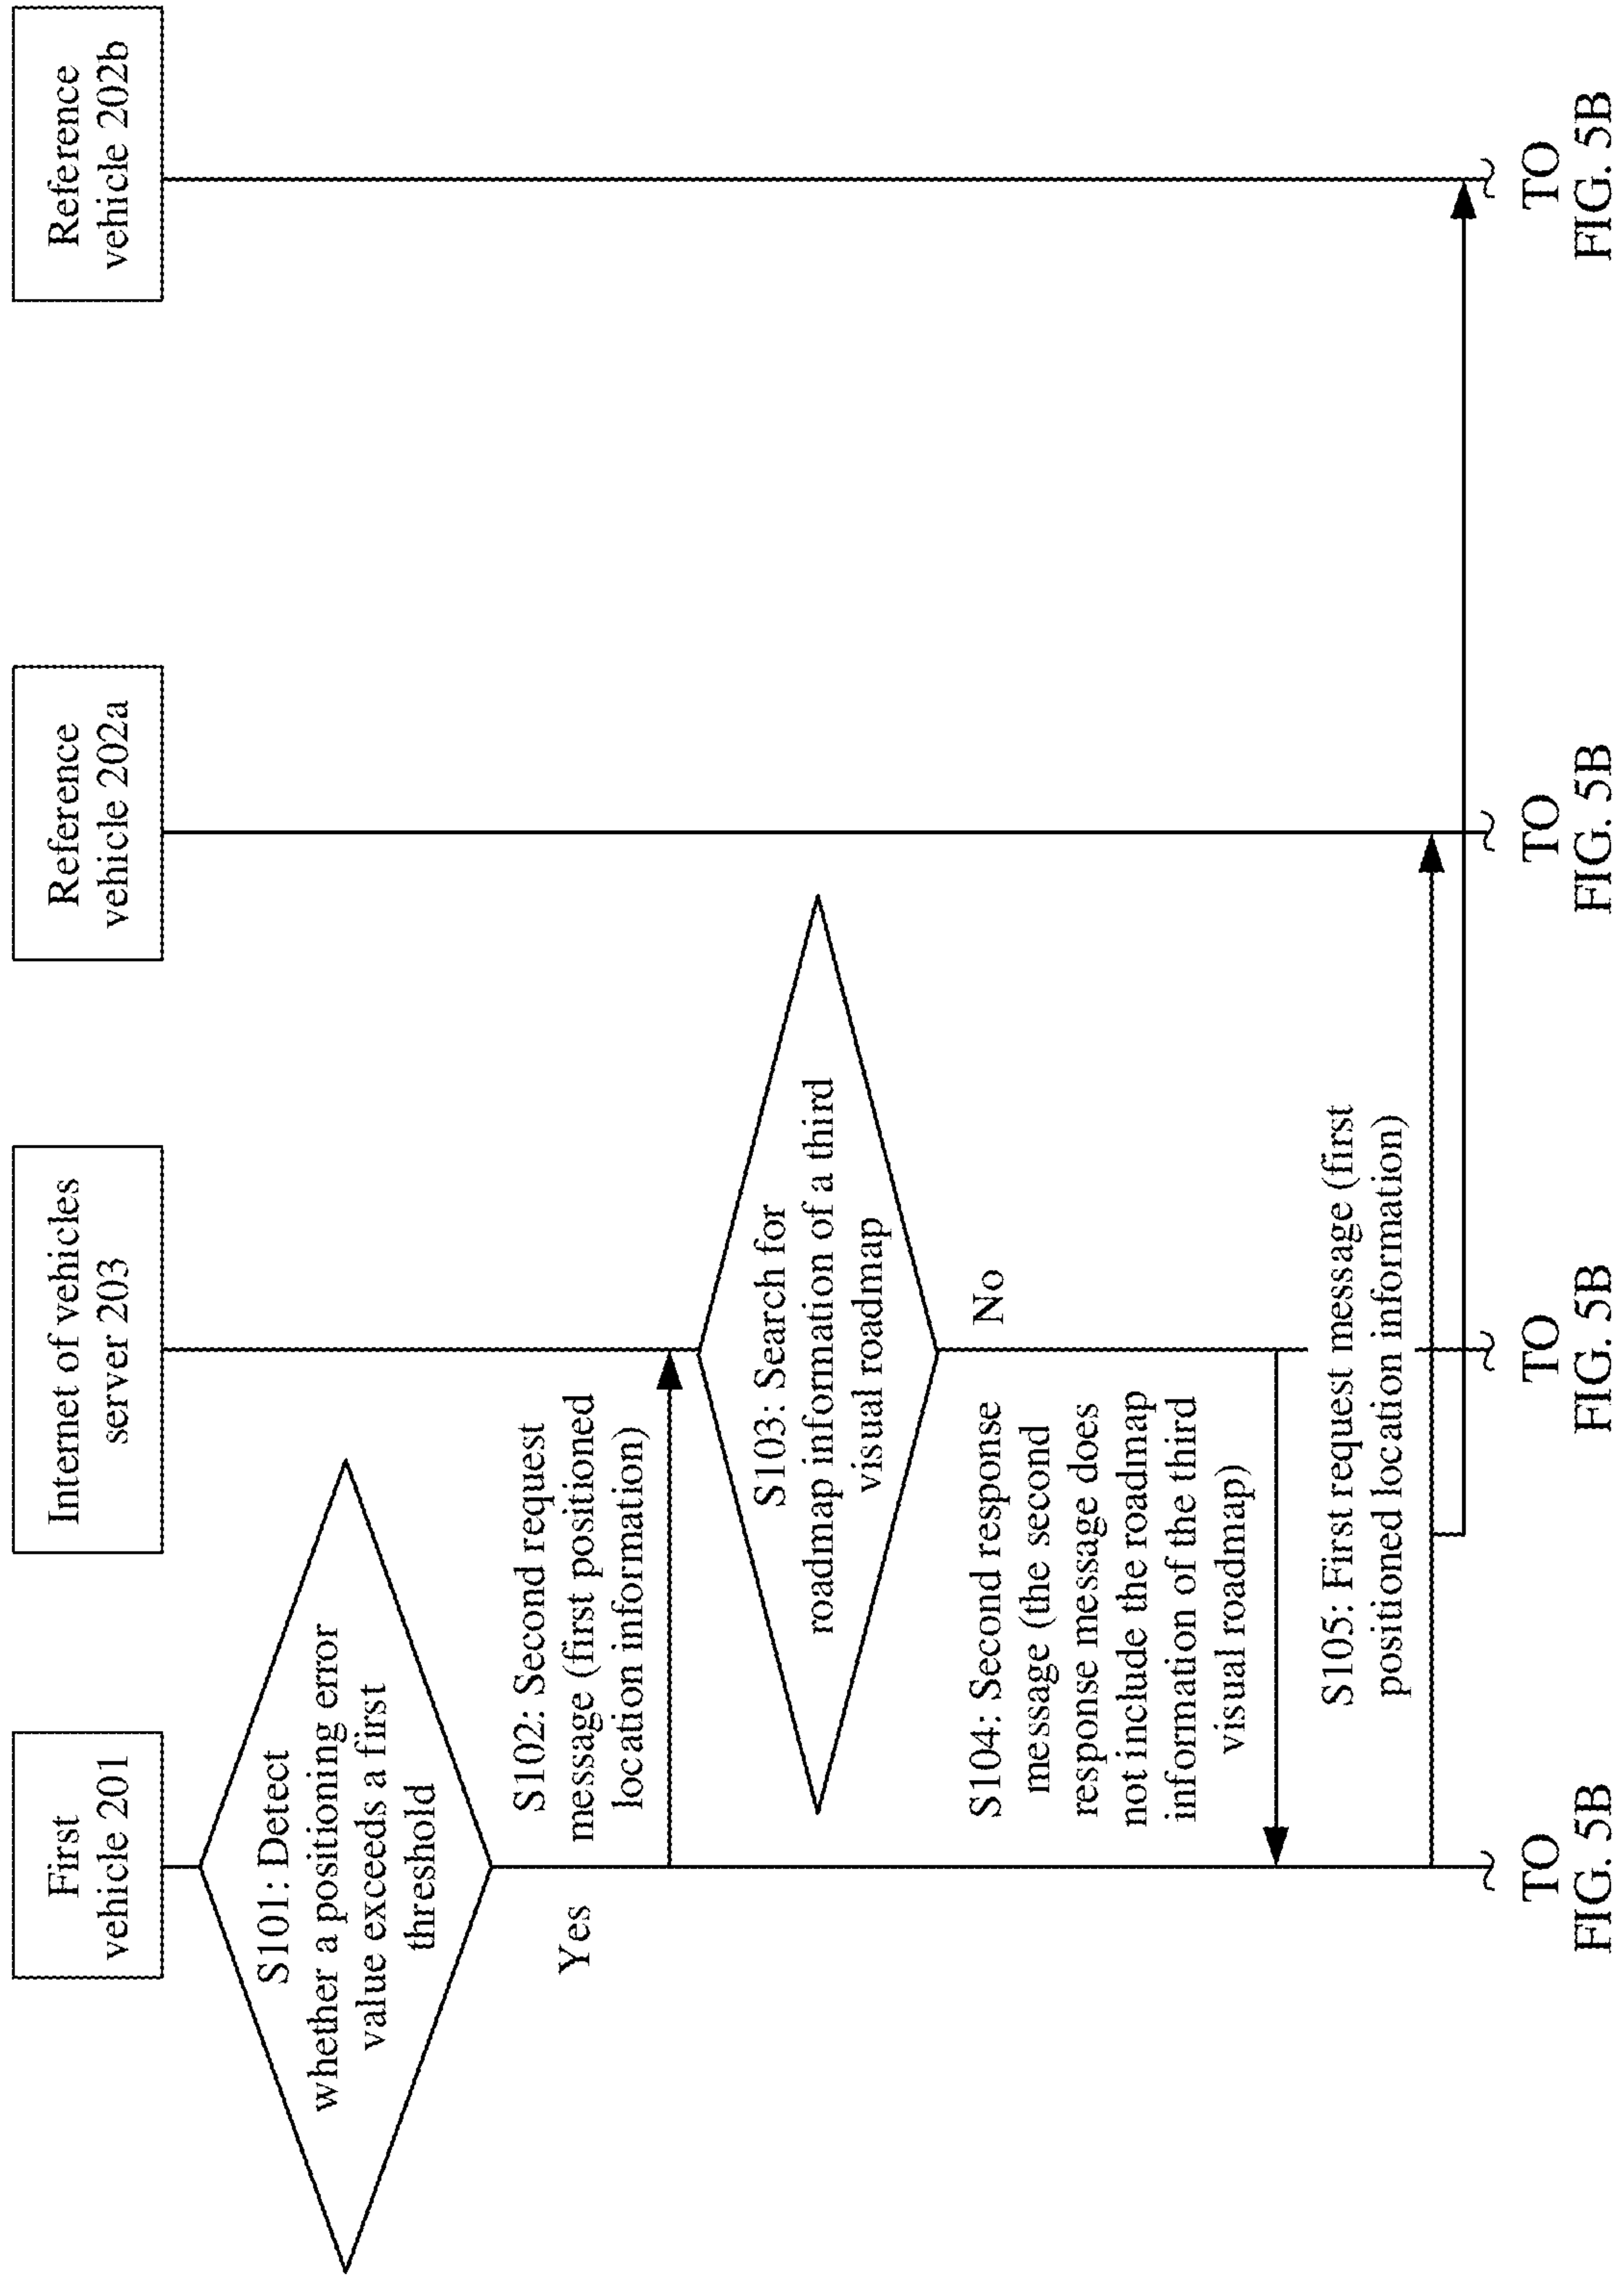 First
vehicle 201
Internet of vehicles
server 203
Reference
vehicle 202a
Reference
vehicle 202b
S101: Detect
whether a positioning error
value exceeds a first
threshold
Yes
S102: Second request
message (first positioned
location information)
S103: Search for
roadmap information of a third
visual roadmap
No
S104: Second response
message (the second
response message does
not include the roadmap
information of the third
visual roadmap)
S105: First request message (first
positioned location information)
TO
FIG. 5B
TO
FIG. 5B
TO
FIG. 5B
TO
FIG. 5B